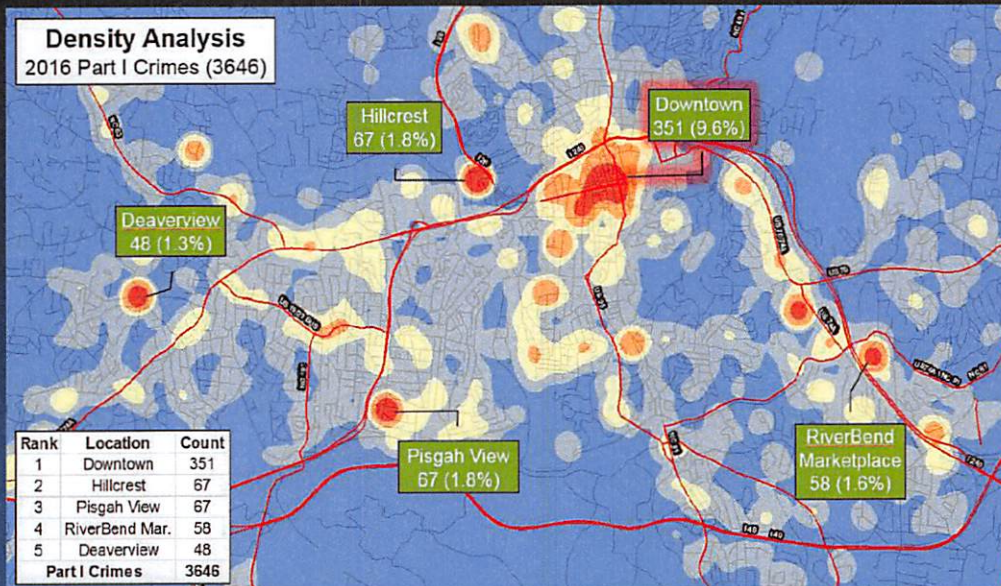 Density Analysis
2016 Part I Crimes (3646)
Hillcrest
67 (1.8%)
Downtown
351 (9.6%)
Deaverview
48 (1.3%)
Pisgah View
67 (1.8%)
RiverBend
Marketplace
58 (1.6%)
Rank Location Count
1 Downtown 351
2 Hillcrest 67
3 Pisgah View 67
4 RiverBend Mar. 58
5 Deaverview 48
Part I Crimes 3646
I 26
I 240
I 40